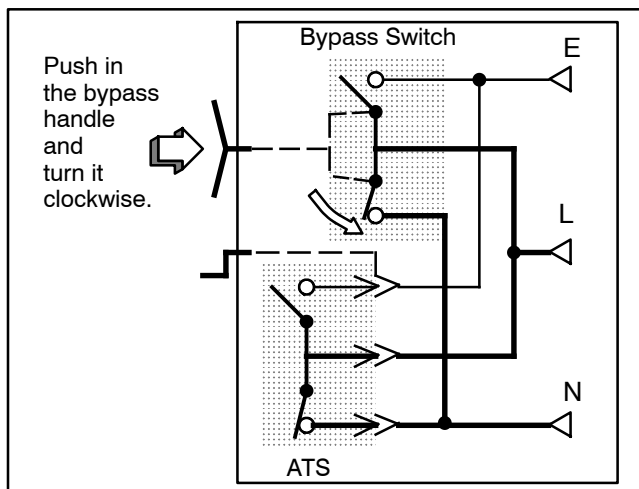 Bypass Switch
E
Push in
the bypass
handle
and
turn it
clockwise.
L
N
ATS